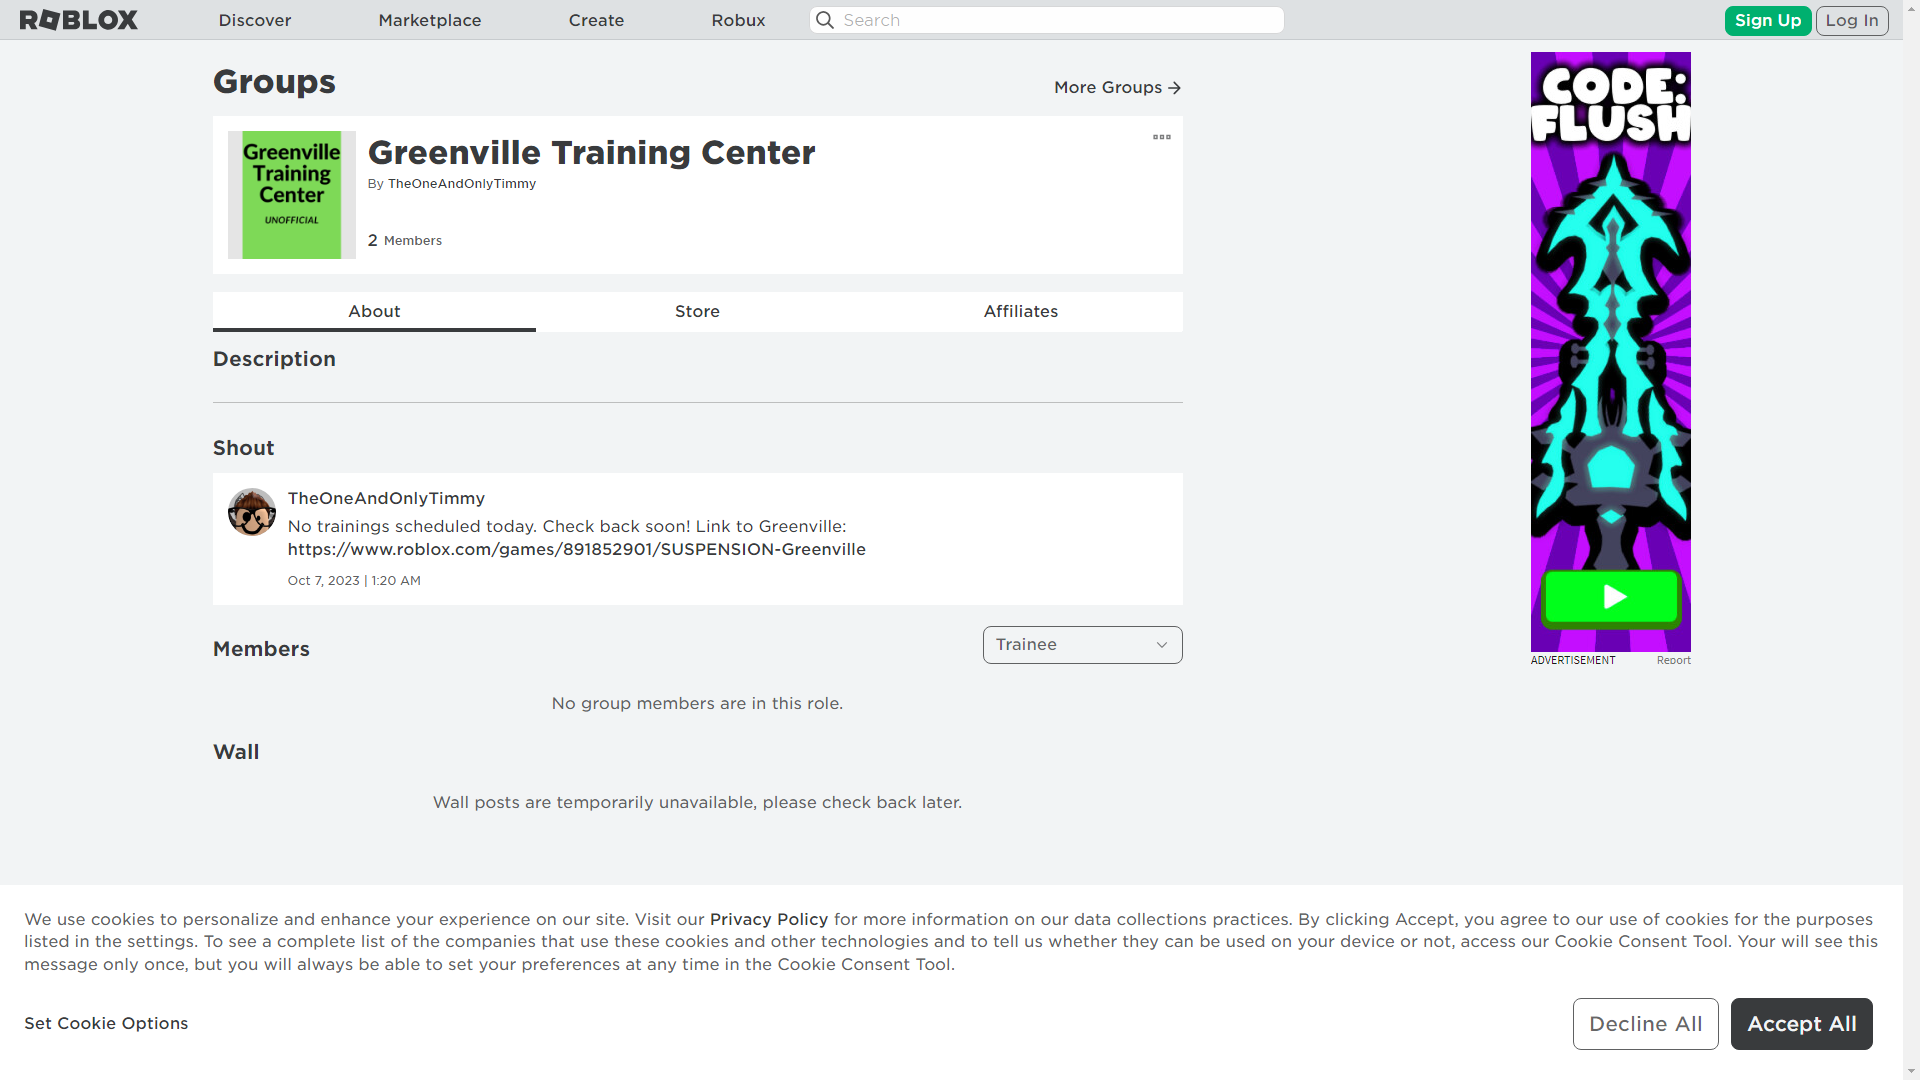 ROBLOX
Discover
Marketplace
Create
Robux
Search
Sign Up
Log In
Groups
More Groups
Greenville
Training
Center
UNOFFICIAL
Greenville Training Center
By TheOneAndOnlyTimmy
2 Members
About
Store
Affiliates
Description
Shout
TheOneAndOnlyTimmy
No trainings scheduled today. Check back soon! Link to Greenville:
https://www.roblox.com/games/891852901/SUSPENSION-Greenville
Oct 7, 2023 | 1:20 AM
Members
Trainee
No group members are in this role.
Wall
Wall posts are temporarily unavailable, please check back later.
CODE:
FLUSH
ADVERTISEMENT
Report
We use cookies to personalize and enhance your experience on our site. Visit our Privacy Policy for more information on our data collections practices. By clicking Accept, you agree to our use of cookies for the purposes
listed in the settings. To see a complete list of the companies that use these cookies and other technologies and to tell us whether they can be used on your device or not, access our Cookie Consent Tool. Your will see this
message only once, but you will always be able to set your preferences at any time in the Cookie Consent Tool.
Set Cookie Options
Decline All
Accept All